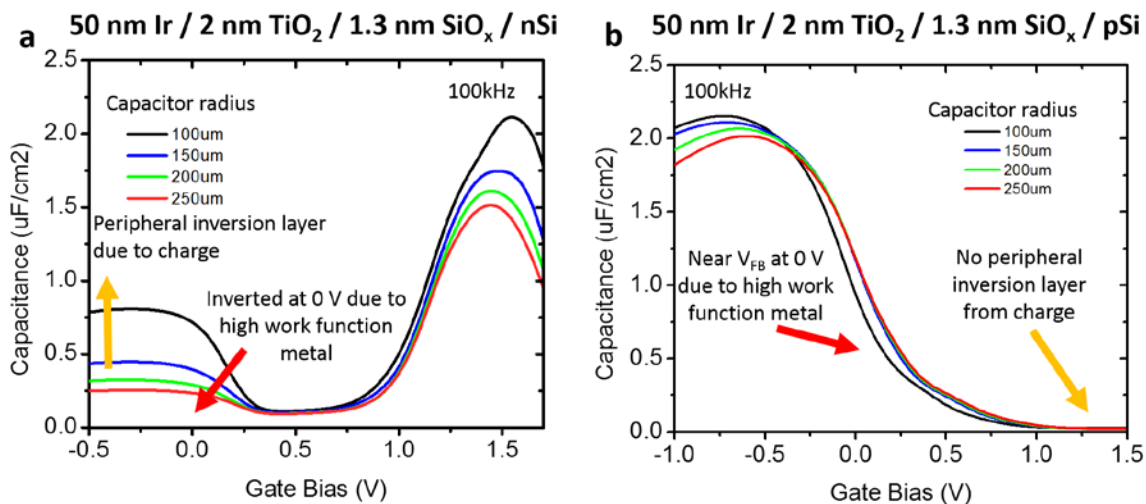 a
50 nm Ir / 2 nm TiO₂ / 1.3 nm SiOₓ / nSi
2.5
2.0
1.5
1.0
0.5
0.0
Capacitance (uF/cm2)
Capacitor radius
100um
150um
200um
250um
100kHz
Peripheral inversion layer
due to charge
Inverted at 0 V due to
high work function
metal
-0.5
0.0
0.5
1.0
1.5
Gate Bias (V)
b
50 nm Ir / 2 nm TiO₂ / 1.3 nm SiOₓ / pSi
2.5
2.0
1.5
1.0
0.5
0.0
Capacitance (uF/cm2)
100kHz
Capacitor radius
100um
150um
200um
250um
Near V_FB at 0 V
due to high work
function metal
No peripheral
inversion layer
from charge
-1.0
-0.5
0.0
0.5
1.0
1.5
Gate Bias (V)